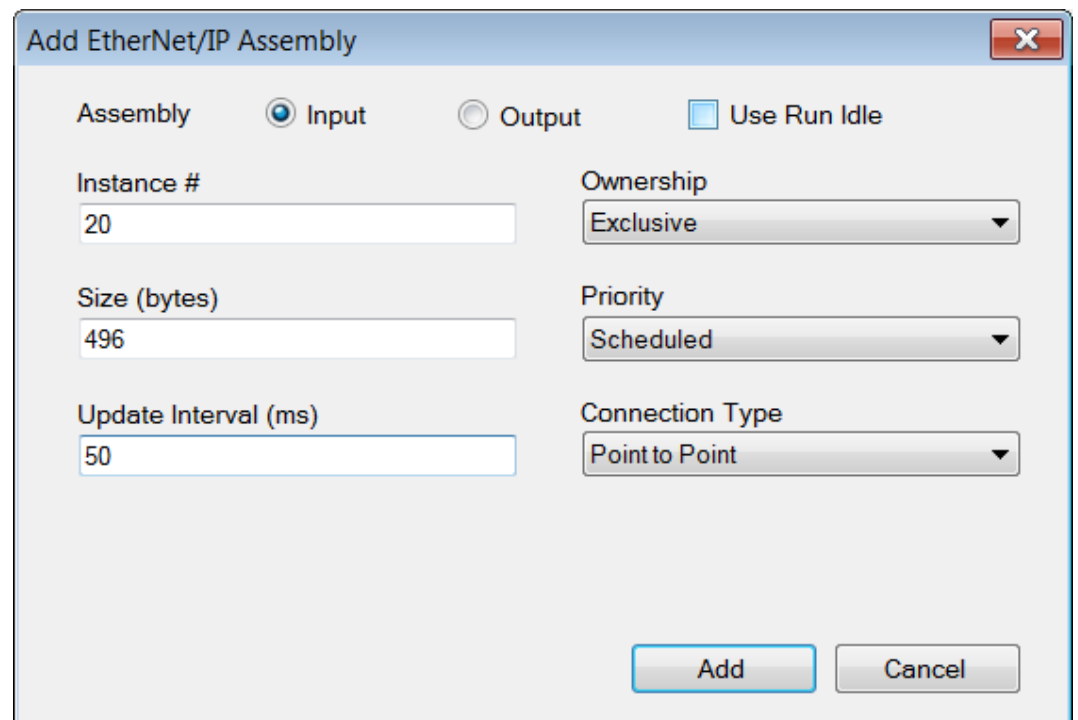 Add EtherNet/IP Assembly
Assembly Input Output Use Run Idle
Instance # Ownership
20 Exclusive
Size (bytes) Priority
496 Scheduled
Update Interval (ms) Connection Type
50 Point to Point
Add Cancel